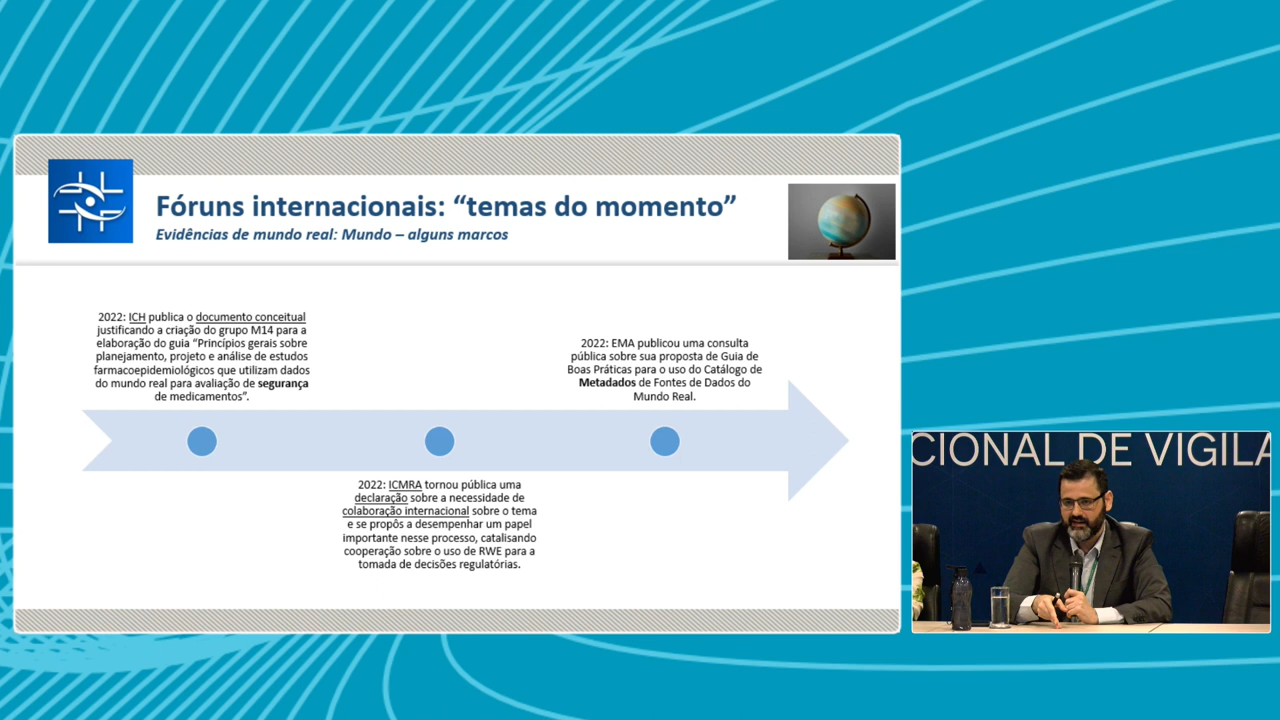 Fóruns internacionais: “temas do momento”
Evidências de mundo real: Mundo – alguns marcos
2022: ICH publica o documento conceitual
justificando a criação do grupo M14 para a
elaboração do guia “Princípios gerais sobre
planejamento, projeto e análise de estudos
farmacoepidemiológicos que utilizam dados
do mundo real para avaliação de segurança
de medicamentos”.
2022: EMA publicou uma consulta
pública sobre sua proposta de Guia de
Boas Práticas para o uso do Catálogo de
Metadados de Fontes de Dados do
Mundo Real.
2022: ICMRA tornou pública uma
declaração sobre a necessidade de
colaboração internacional sobre o tema
e se propôs a desempenhar um papel
importante nesse processo, catalisando
cooperação sobre o uso de RWE para a
tomada de decisões regulatórias.
CIONAL DE VIGILA